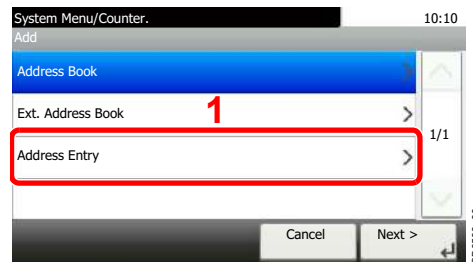 System Menu/Counter. 10:10
Add
Address Book
Ext. Address Book
1
1/1
Address Entry
Cancel Next >